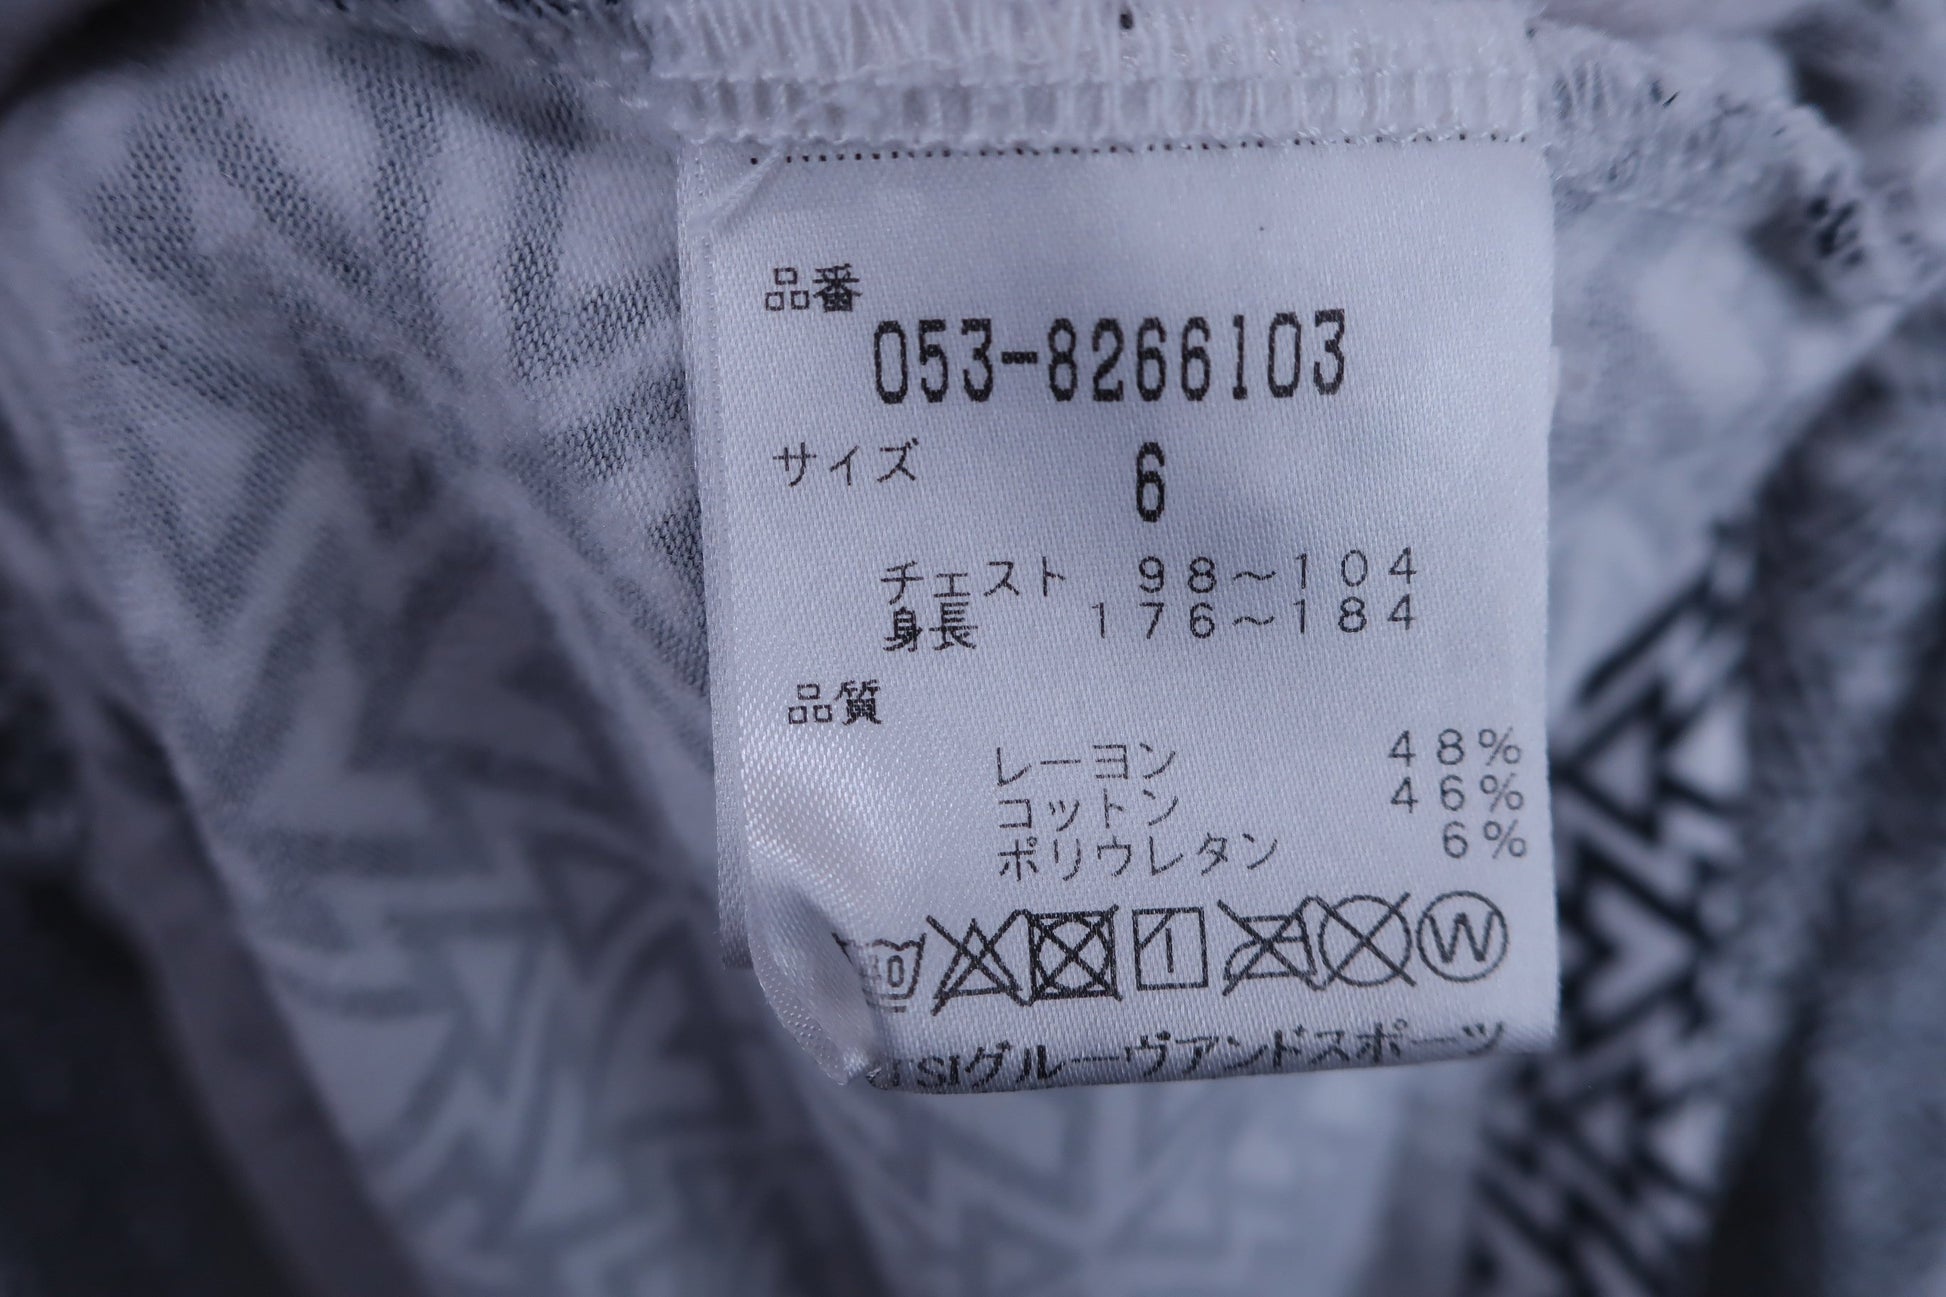 品番
053-8266103
サイズ 6
チェスト 98～104
身長 176～184
品質
レーヨン 48%
コットン 46%
ポリウレタン 6%
W
SIグルーヴアンドスポーツ